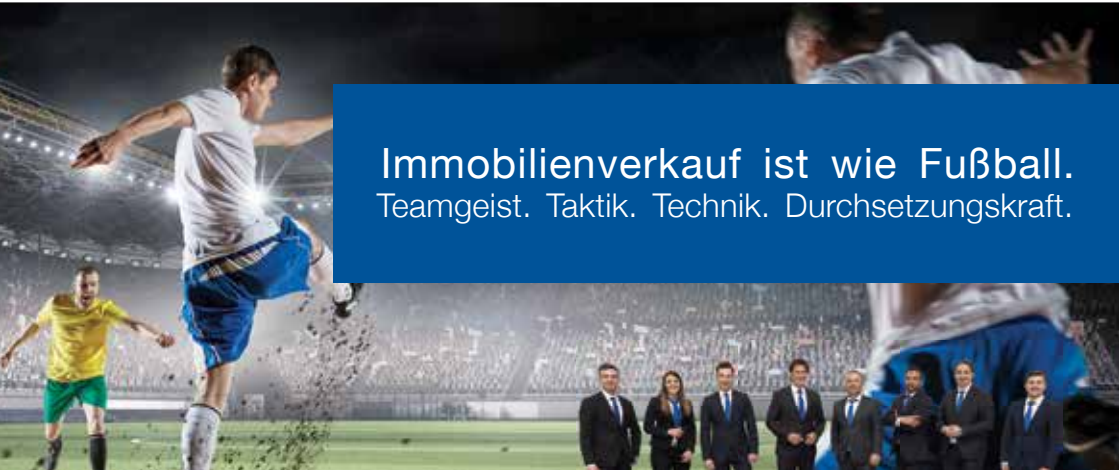 Immobilienverkauf ist wie Fußball.
Teamgeist. Taktik. Technik. Durchsetzungskraft.